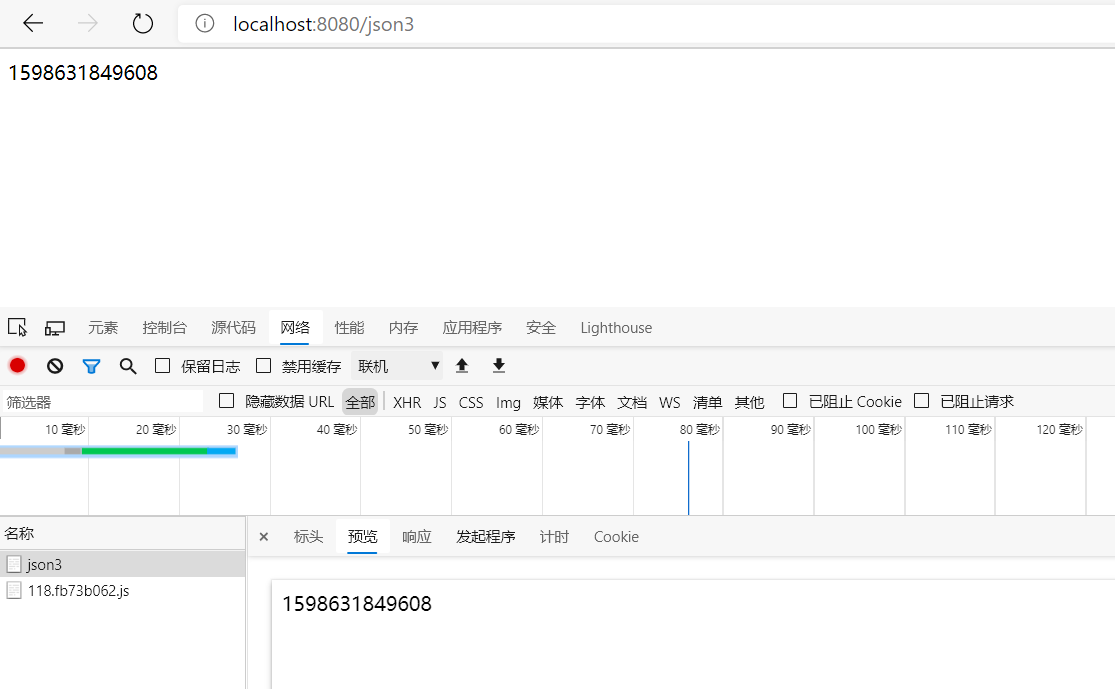 localhost:8080/json3
1598631849608
元素 控制台 源代码 网络 性能 内存 应用程序 安全 Lighthouse
保留日志 禁用缓存 联机
筛选器 隐藏数据 URL 全部 XHR JS CSS Img 媒体 字体 文档 WS 清单 其他 已阻止 Cookie 已阻止请求
10 毫秒 20 毫秒 30 毫秒 40 毫秒 50 毫秒 60 毫秒 70 毫秒 80 毫秒 90 毫秒 100 毫秒 110 毫秒 120 毫秒
名称 × 标头 预览 响应 发起程序 计时 Cookie
json3
118.fb73b062.js
1598631849608